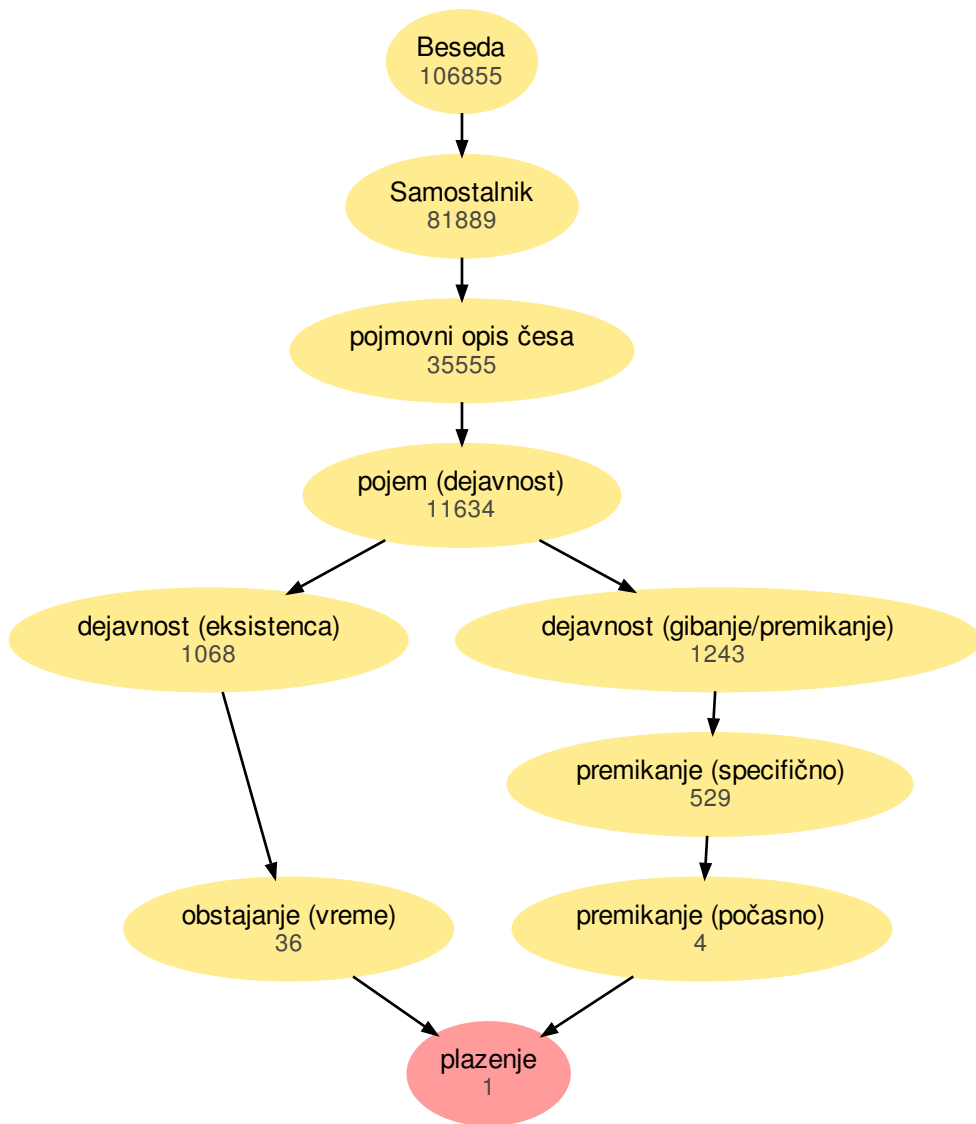 Beseda
106855
Samostalnik
81889
pojmovni opis česa
35555
pojem (dejavnost)
11634
dejavnost (eksistenca)
1068
dejavnost (gibanje/premikanje)
1243
premikanje (specifično)
529
obstajanje (vreme)
36
premikanje (počasno)
4
plazenje
1